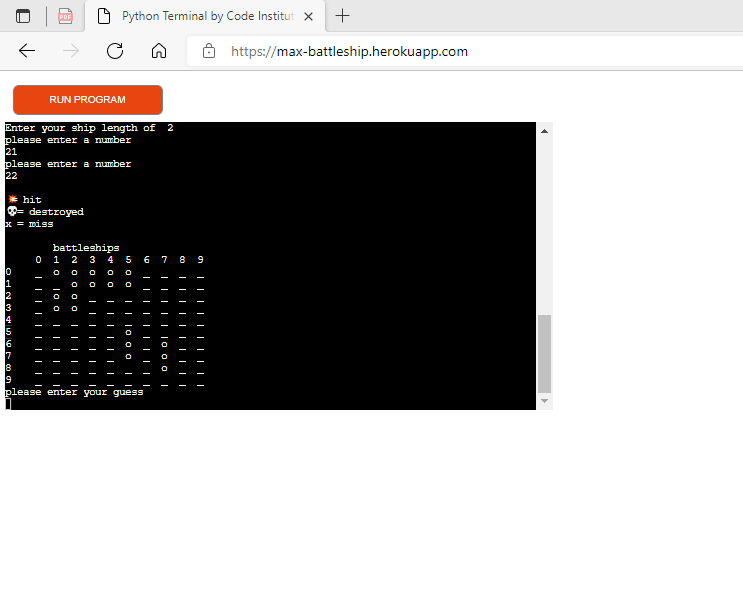 PDF
Python Terminal by Code Institut
https://max-battleship.herokuapp.com
RUN PROGRAM
Enter your ship length of 2
please enter a number
21
please enter a number
22
💥 hit
💀= destroyed
x = miss
battleships
0 1 2 3 4 5 6 7 8 9
0 _ o o o o o _ _ _ _
1 _ _ o o o o _ _ _ _
2 _ o o _ _ _ _ _ _ _
3 _ o o _ _ _ _ _ _ _
4 _ _ _ _ _ _ _ _ _ _
5 _ _ _ _ _ o _ _ _ _
6 _ _ _ _ _ o _ o _ _
7 _ _ _ _ _ o _ o _ _
8 _ _ _ _ _ _ _ o _ _
9 _ _ _ _ _ _ _ _ _ _
please enter your guess